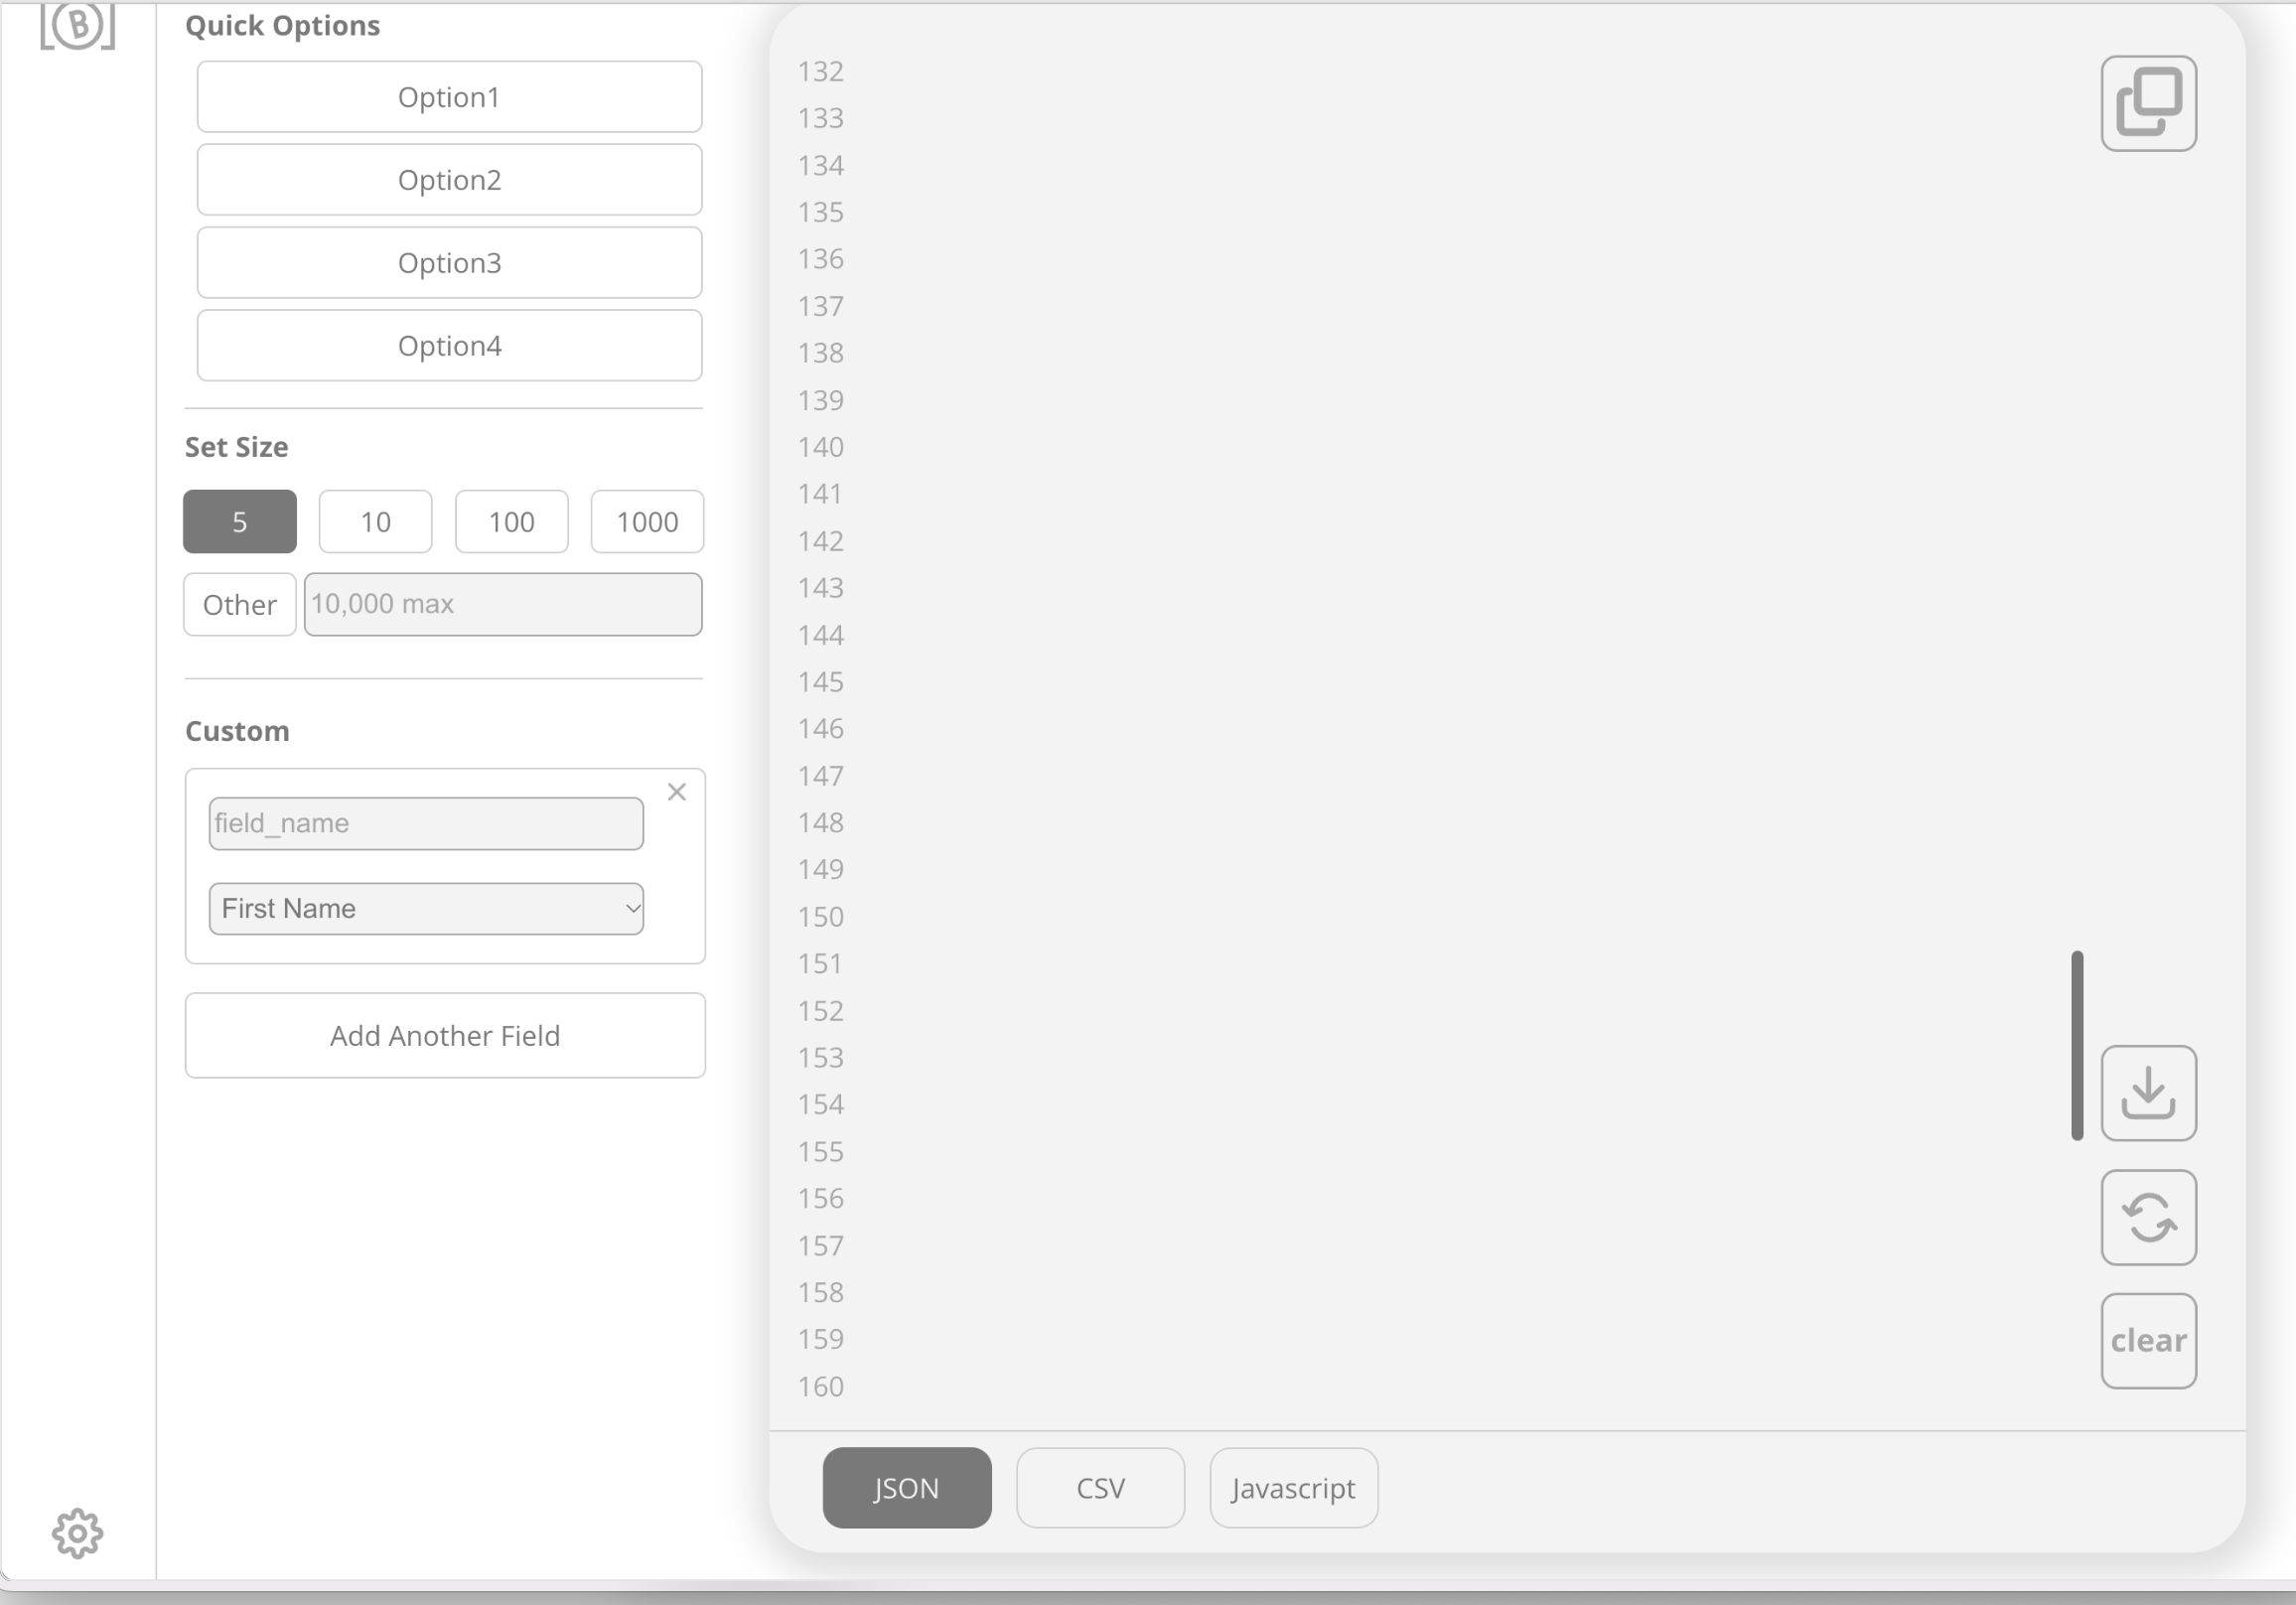 B
Quick Options
Option1
Option2
Option3
Option4
Set Size
5 10 100 1000
Other 10,000 max
Custom
field_name
First Name
Add Another Field
132
133
134
135
136
137
138
139
140
141
142
143
144
145
146
147
148
149
150
151
152
153
154
155
156
157
158
159
160
clear
JSON CSV Javascript